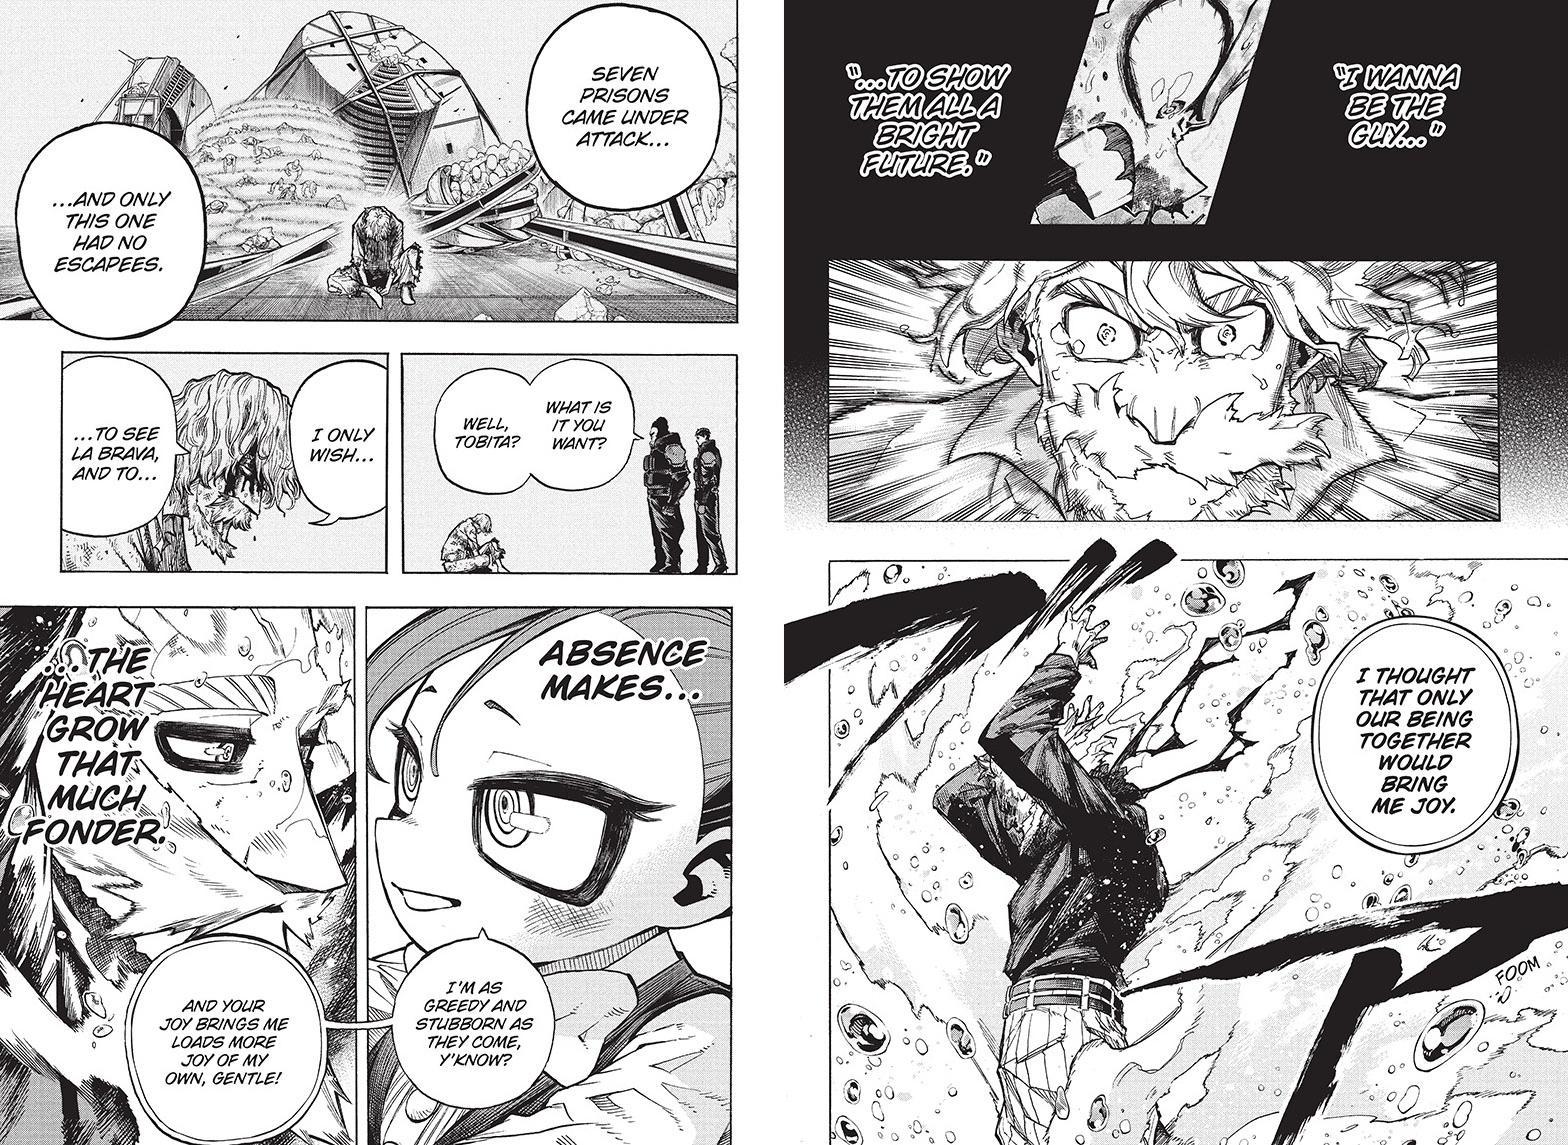 "I WANNA
BE THE
GUY..."
"...TO SHOW
THEM ALL A
BRIGHT
FUTURE."
I THOUGHT
THAT ONLY
OUR BEING
TOGETHER
WOULD
BRING
ME JOY.
FOOM
SEVEN
PRISONS
CAME UNDER
ATTACK...
...AND ONLY
THIS ONE
HAD NO
ESCAPEES.
WHAT IS
IT YOU
WANT?
WELL,
TOBITA?
I ONLY
WISH...
...TO SEE
LA BRAVA,
AND TO...
ABSENCE
MAKES...
...THE
HEART
GROW
THAT
MUCH
FONDER.
I'M AS
GREEDY AND
STUBBORN AS
THEY COME,
Y'KNOW?
AND YOUR
JOY BRINGS ME
LOADS MORE
JOY OF MY
OWN, GENTLE!